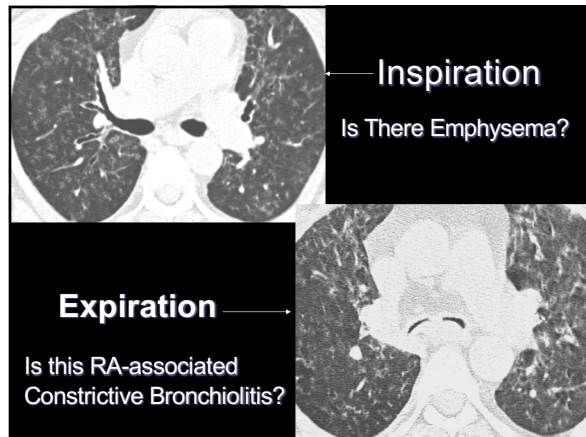 Inspiration
Is There Emphysema?
Expiration
Is this RA-associated
Constrictive Bronchiolitis?